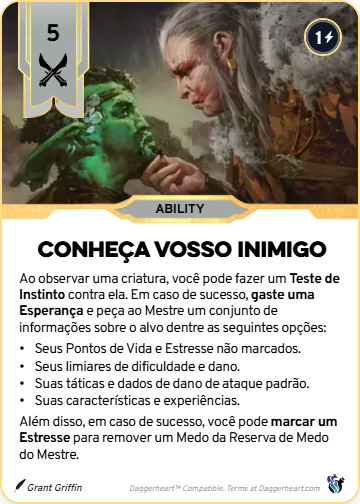 5
1
ABILITY
CONHEÇA VOSSO INIMIGO
Ao observar uma criatura, você pode fazer um Teste de
Instinto contra ela. Em caso de sucesso, gaste uma
Esperança e peça ao Mestre um conjunto de
informações sobre o alvo dentre as seguintes opções:
• Seus Pontos de Vida e Estresse não marcados.
• Seus limiares de dificuldade e dano.
• Suas táticas e dados de dano de ataque padrão.
• Suas características e experiências.
Além disso, em caso de sucesso, você pode marcar um
Estresse para remover um Medo da Reserva de Medo
do Mestre.
Grant Griffin
Daggerheart™ Compatible. Terms at Daggerheart.com